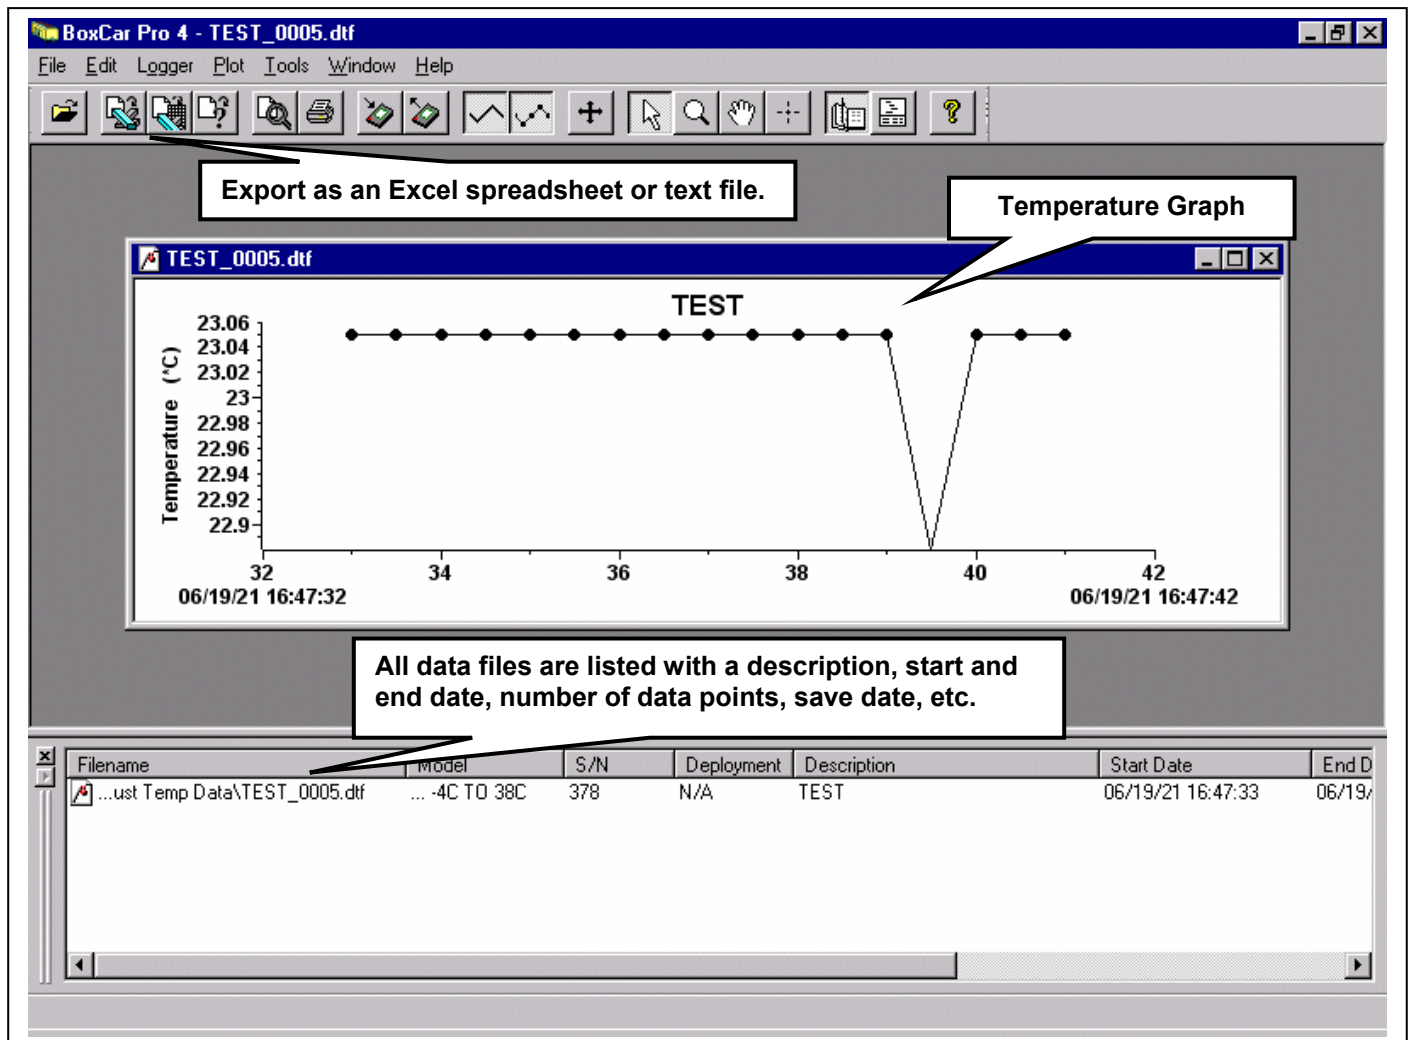 BoxCar Pro 4 - TEST_0005.dtf
File Edit Logger Plot Tools Window Help
Export as an Excel spreadsheet or text file.
Temperature Graph
TEST_0005.dtf
TEST
Temperature (*C)
23.06
23.04
23.02
23
22.98
22.96
22.94
22.92
22.9
32 34 36 38 40 42
06/19/21 16:47:32 06/19/21 16:47:42
All data files are listed with a description, start and
end date, number of data points, save date, etc.
Filename Model S/N Deployment Description Start Date End D
...ust Temp Data\TEST_0005.dtf ... -4C TO 38C 378 N/A TEST 06/19/21 16:47:33 06/19/